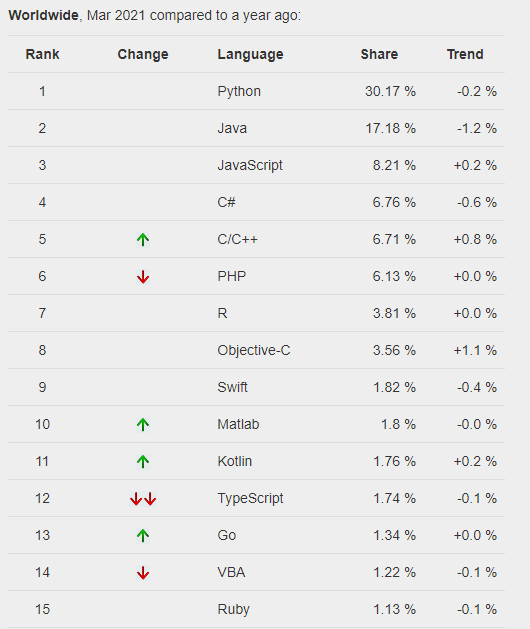 Worldwide, Mar 2021 compared to a year ago:
Rank Change Language Share Trend
1 Python 30.17 % -0.2 %
2 Java 17.18 % -1.2 %
3 JavaScript 8.21 % +0.2 %
4 C# 6.76 % -0.6 %
5 ↑ C/C++ 6.71 % +0.8 %
6 ↓ PHP 6.13 % +0.0 %
7 R 3.81 % +0.0 %
8 Objective-C 3.56 % +1.1 %
9 Swift 1.82 % -0.4 %
10 ↑ Matlab 1.8 % -0.0 %
11 ↑ Kotlin 1.76 % +0.2 %
12 ↓↓ TypeScript 1.74 % -0.1 %
13 ↑ Go 1.34 % +0.0 %
14 ↓ VBA 1.22 % -0.1 %
15 Ruby 1.13 % -0.1 %